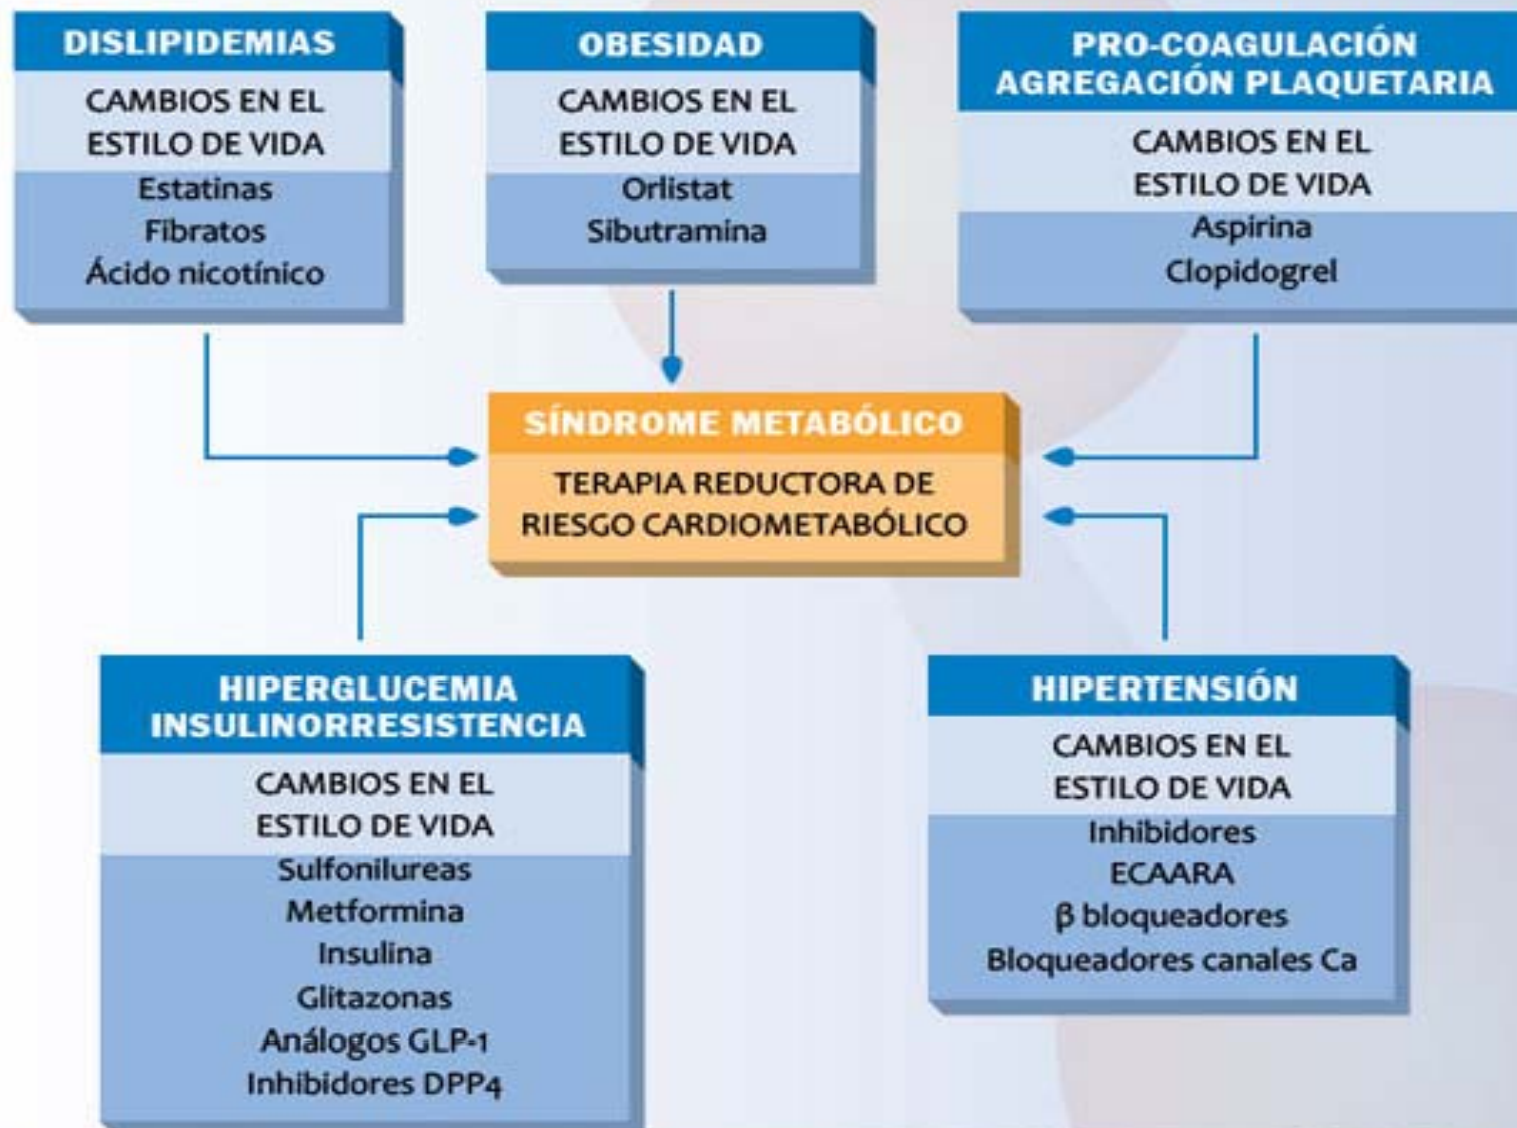 DISLIPIDEMIAS
CAMBIOS EN EL
ESTILO DE VIDA
Estatinas
Fibratos
Ácido nicotínico
OBESIDAD
CAMBIOS EN EL
ESTILO DE VIDA
Orlistat
Sibutramina
PRO-COAGULACIÓN
AGREGACIÓN PLAQUETARIA
CAMBIOS EN EL
ESTILO DE VIDA
Aspirina
Clopidogrel
SÍNDROME METABÓLICO
TERAPIA REDUCTORA DE
RIESGO CARDIOMETABÓLICO
HIPERGLUCEMIA
INSULINORRESISTENCIA
CAMBIOS EN EL
ESTILO DE VIDA
Sulfonilureas
Metformina
Insulina
Glitazonas
Análogos GLP-1
Inhibidores DPP4
HIPERTENSIÓN
CAMBIOS EN EL
ESTILO DE VIDA
Inhibidores
ECAARA
β bloqueadores
Bloqueadores canales Ca